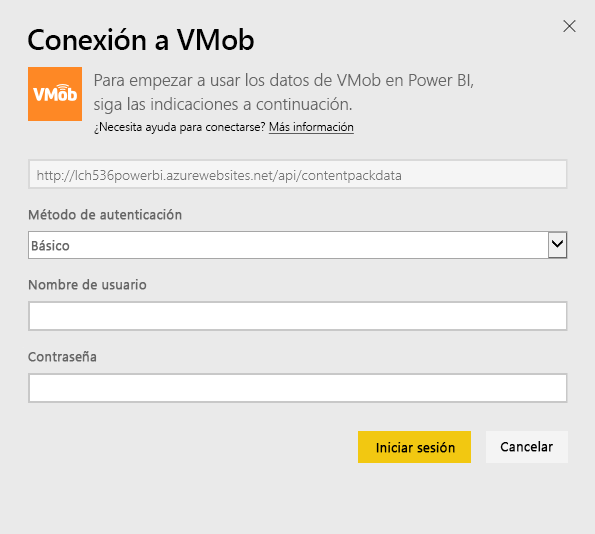 Conexión a VMob
VMob
Para empezar a usar los datos de VMob en Power BI,
siga las indicaciones a continuación.
¿Necesita ayuda para conectarse? Más información
http://lch536powerbi.azurewebsites.net/api/contentpackdata
Método de autenticación
Básico
Nombre de usuario
Contraseña
Iniciar sesión
Cancelar